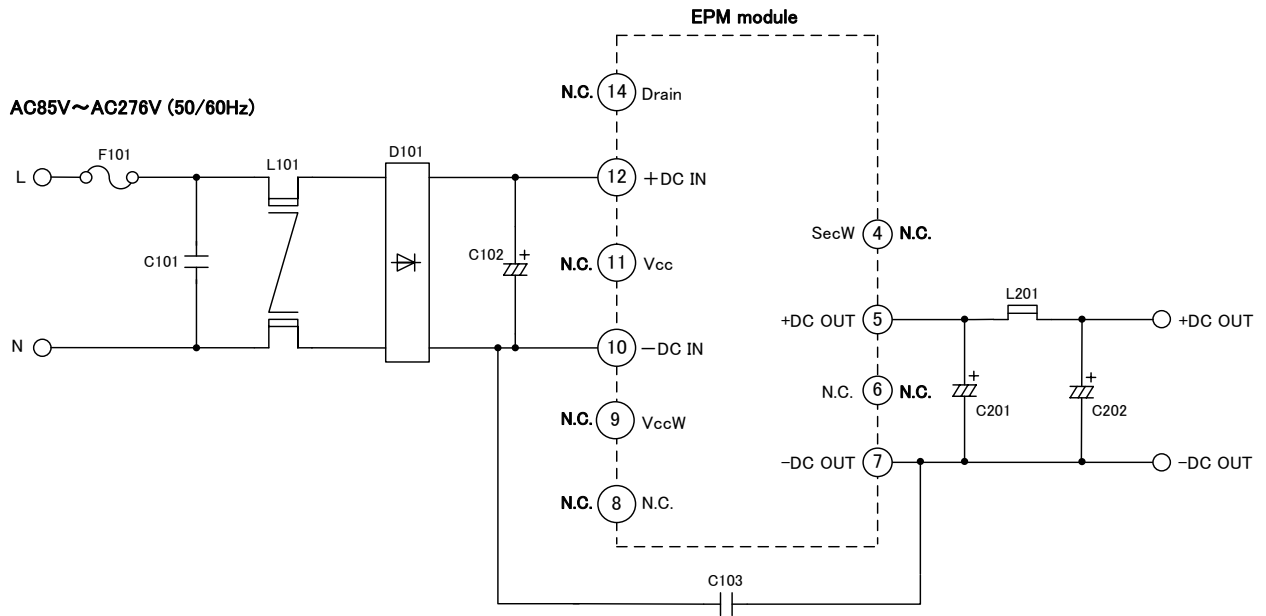 EPM module
N.C. 14 Drain
AC85V～AC276V (50/60Hz)
F101
L101
D101
L
12 +DC IN
C101
C102 +
N.C. 11 Vcc
SecW 4 N.C.
L201
+DC OUT 5
+DC OUT
N
10 -DC IN
N.C. 6 N.C.
+
C201
+
C202
N.C. 9 VccW
-DC OUT 7
-DC OUT
N.C. 8 N.C.
C103